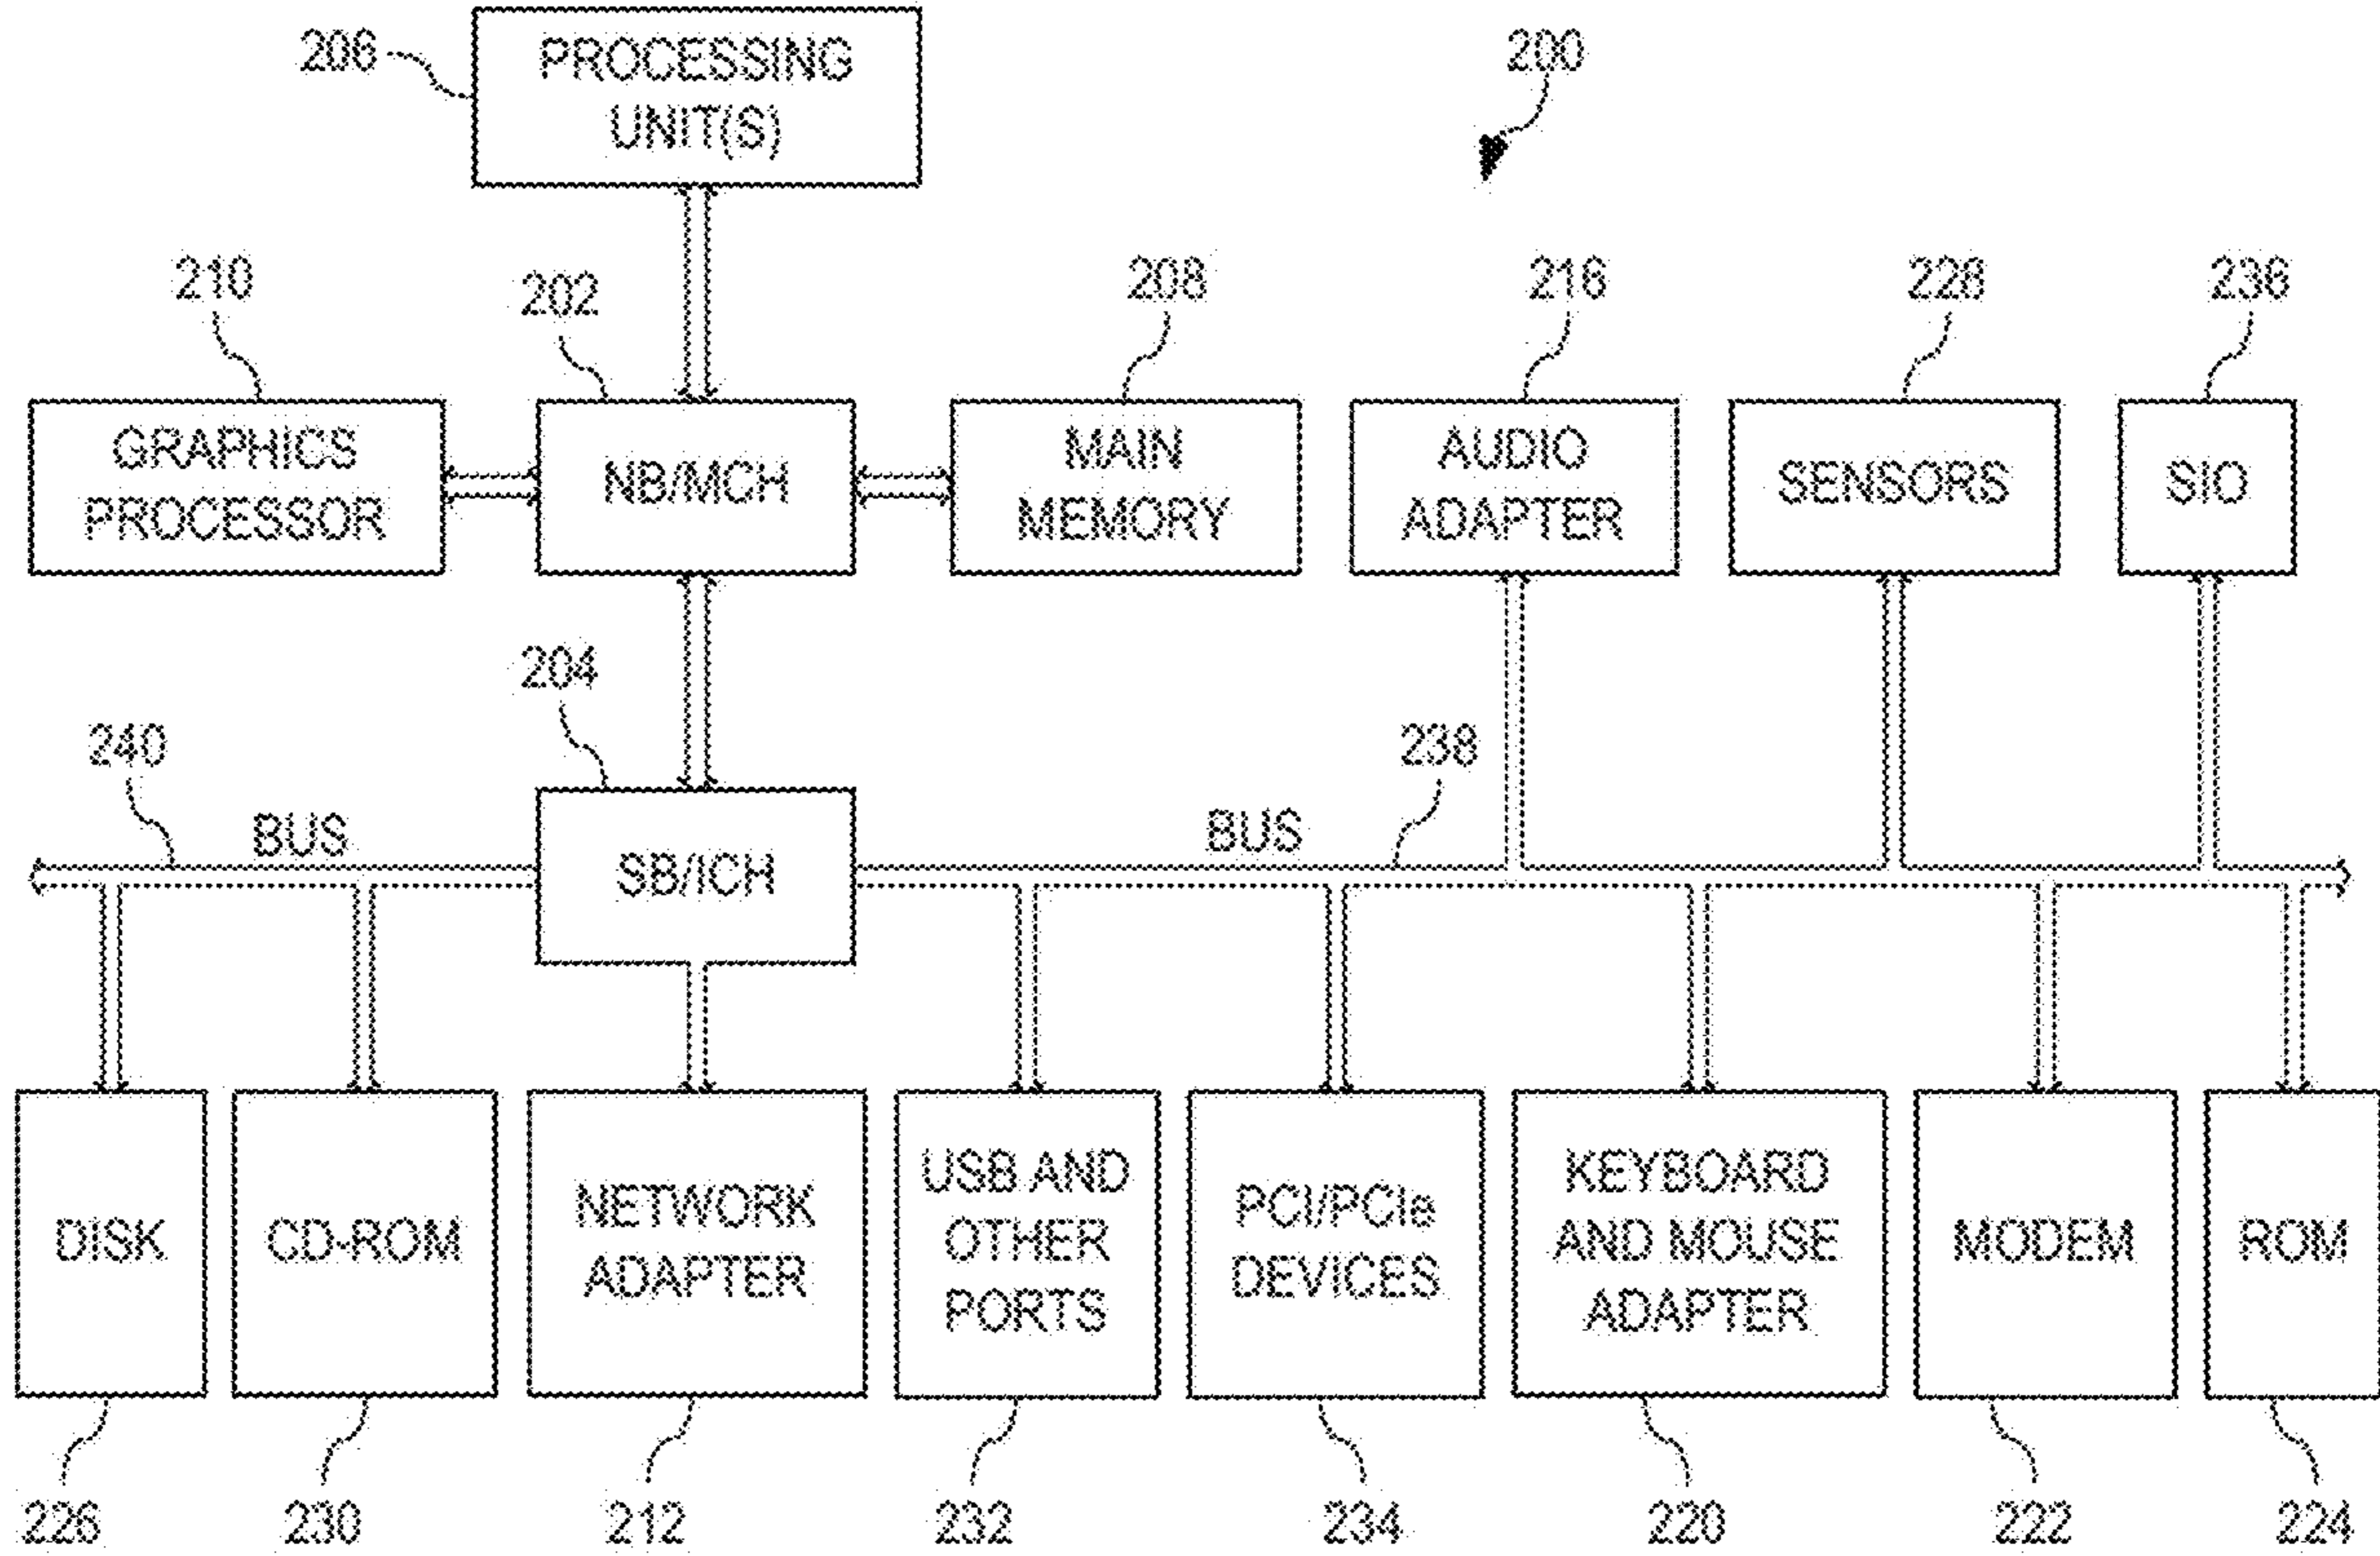 206
PROCESSING
UNIT(S)
200
210
202
208
216
228
236
GRAPHICS
PROCESSOR
NB/MCH
MAIN
MEMORY
AUDIO
ADAPTER
SENSORS
SIO
204
240
238
BUS
BUS
SB/ICH
DISK
CD-ROM
NETWORK
ADAPTER
USB AND
OTHER
PORTS
PCI/PCIe
DEVICES
KEYBOARD
AND MOUSE
ADAPTER
MODEM
ROM
226
230
212
232
234
220
222
224